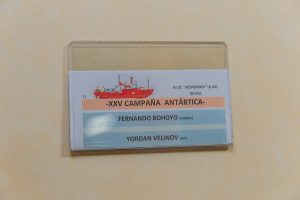 B.I.O. "HESPERIDES" (A-33)
-XXV CAMPAÑA ANTÁRTICA-
FERNANDO BOHOYO
YORDAN VELINOV